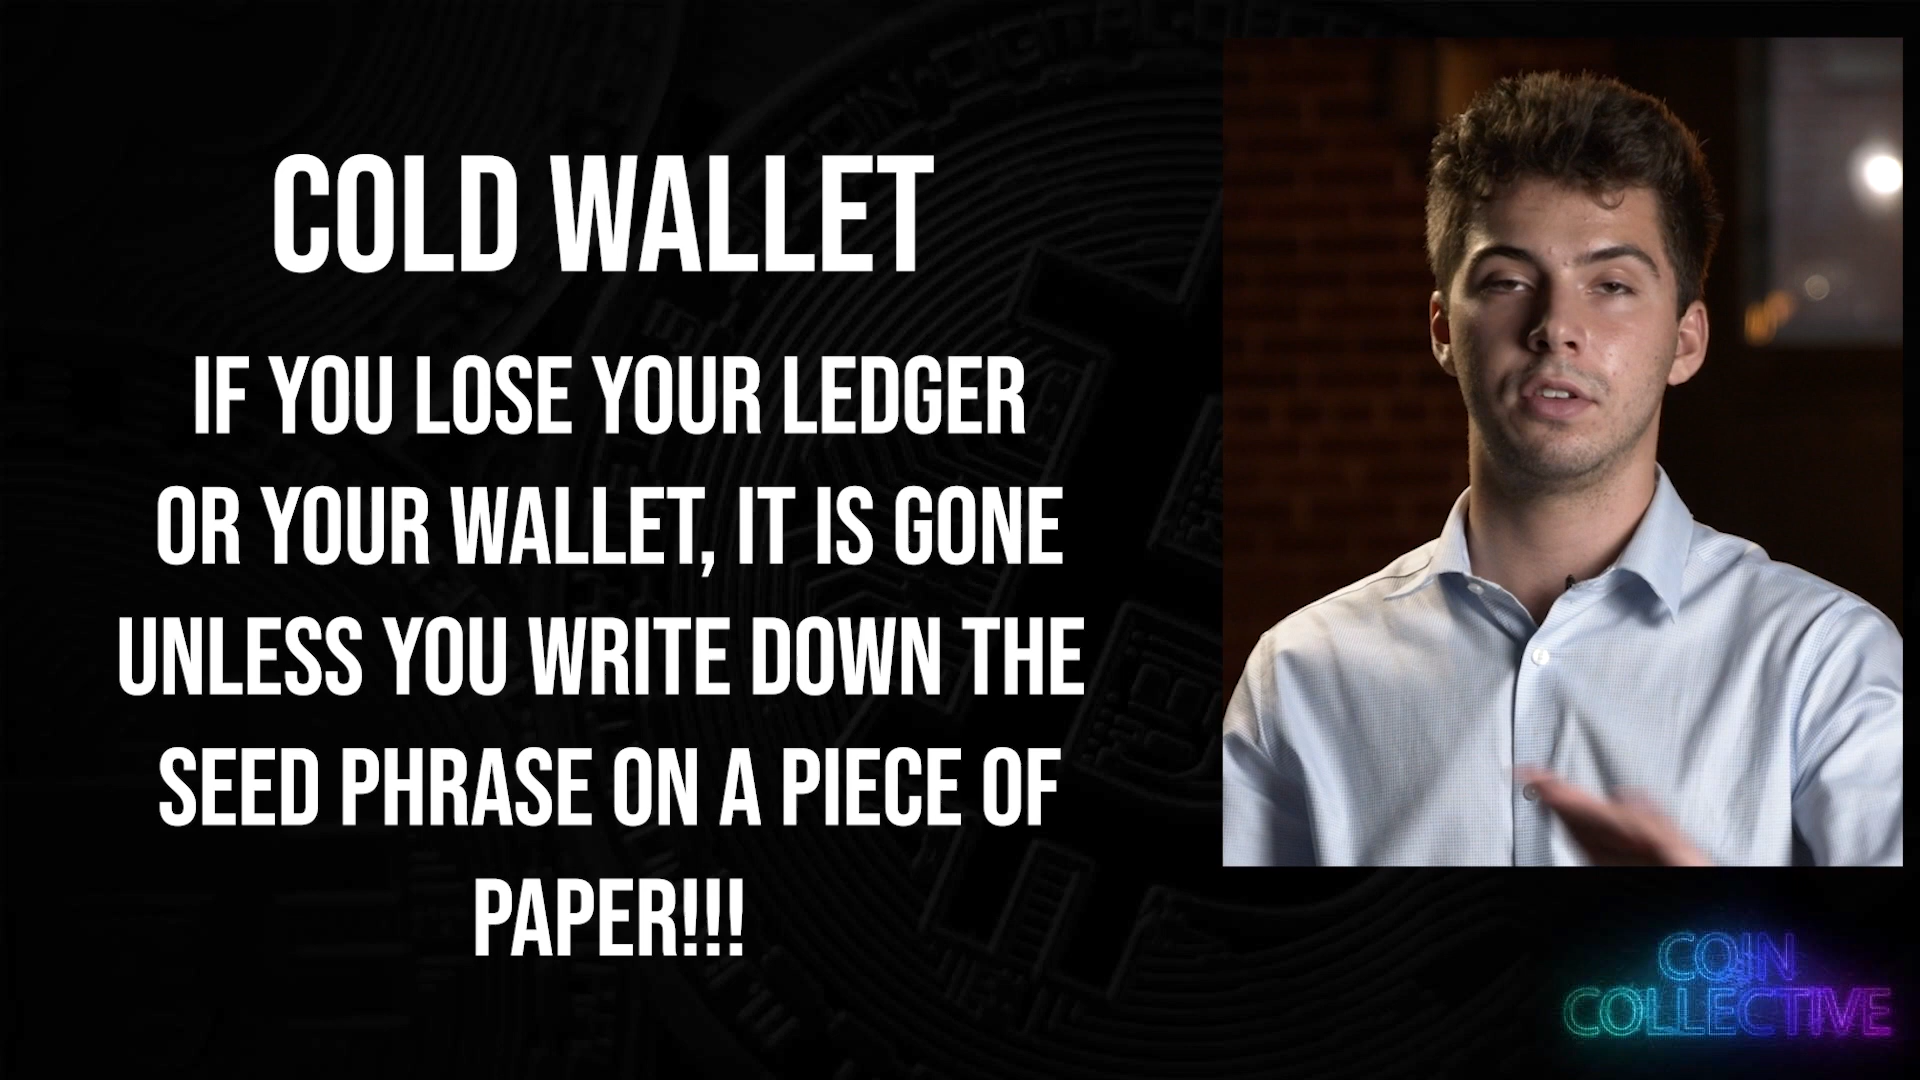 COLD WALLET
IF YOU LOSE YOUR LEDGER
OR YOUR WALLET, IT IS GONE
UNLESS YOU WRITE DOWN THE
SEED PHRASE ON A PIECE OF
PAPER!!!
COIN
COLLECTIVE